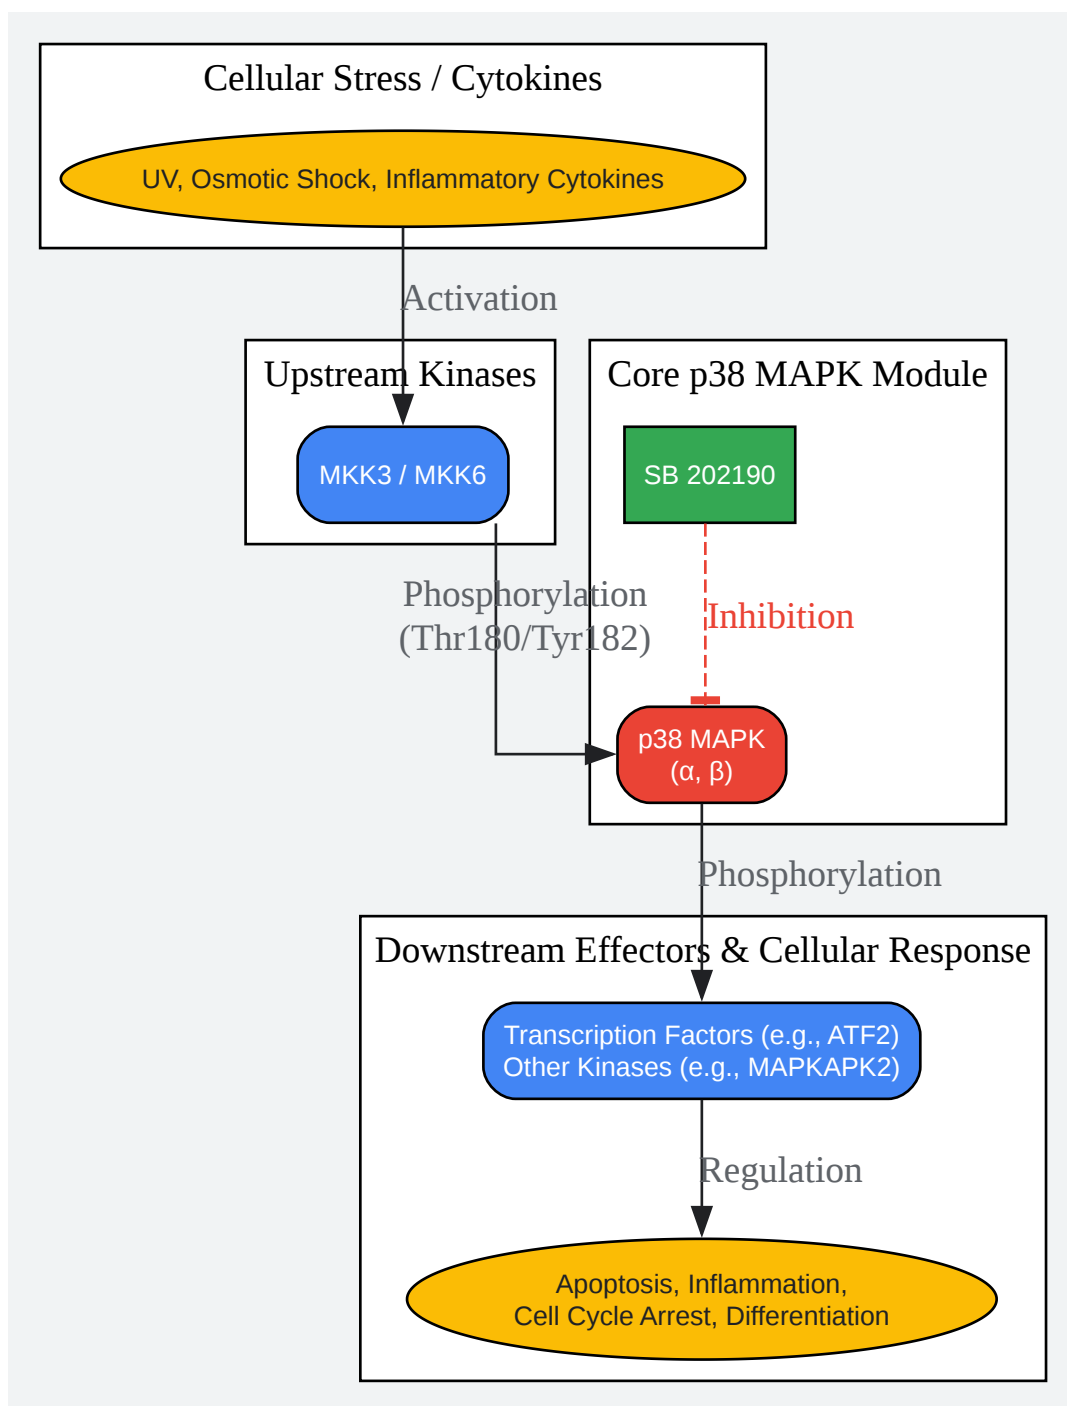 Cellular Stress / Cytokines
UV, Osmotic Shock, Inflammatory Cytokines
Activation
Upstream Kinases
MKK3 / MKK6
Core p38 MAPK Module
SB 202190
Phosphorylation
(Thr180/Tyr182)
Inhibition
p38 MAPK
(α, β)
Phosphorylation
Downstream Effectors & Cellular Response
Transcription Factors (e.g., ATF2)
Other Kinases (e.g., MAPKAPK2)
Regulation
Apoptosis, Inflammation,
Cell Cycle Arrest, Differentiation